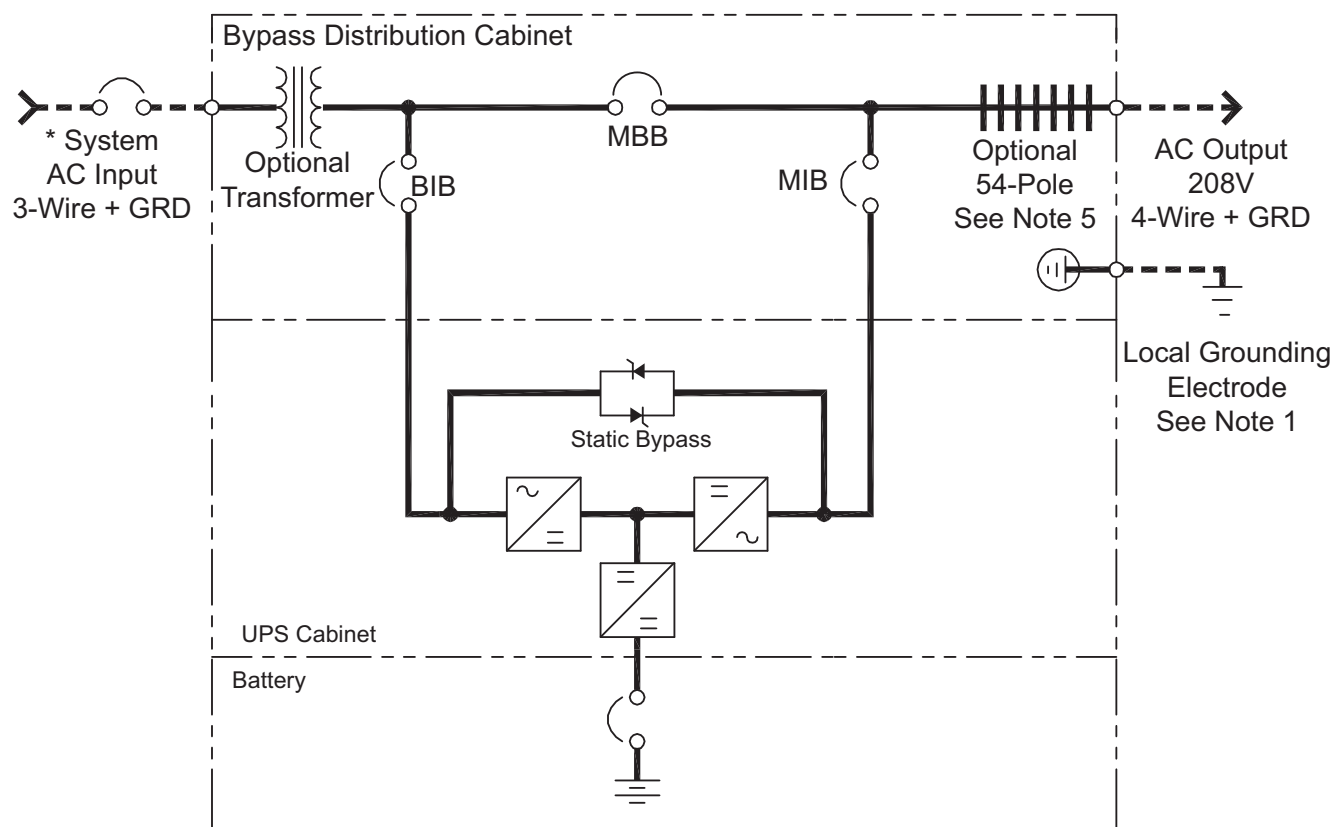 Bypass Distribution Cabinet
* System
AC Input
3-Wire + GRD
Optional
Transformer
BIB
MBB
MIB
Optional
54-Pole
See Note 5
AC Output
208V
4-Wire + GRD
Local Grounding
Electrode
See Note 1
Static Bypass
UPS Cabinet
Battery